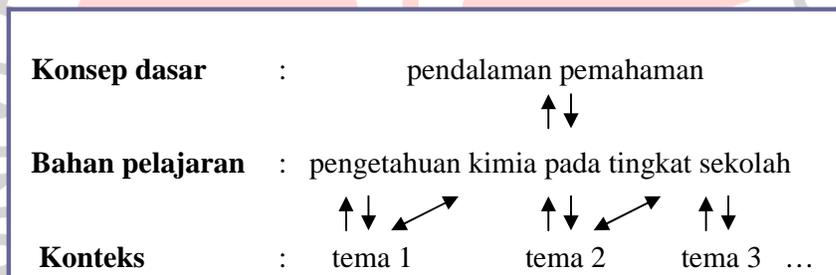 Konsep dasar : pendalaman pemahaman
Bahan pelajaran : pengetahuan kimia pada tingkat sekolah
Konteks : tema 1 tema 2 tema 3 ...